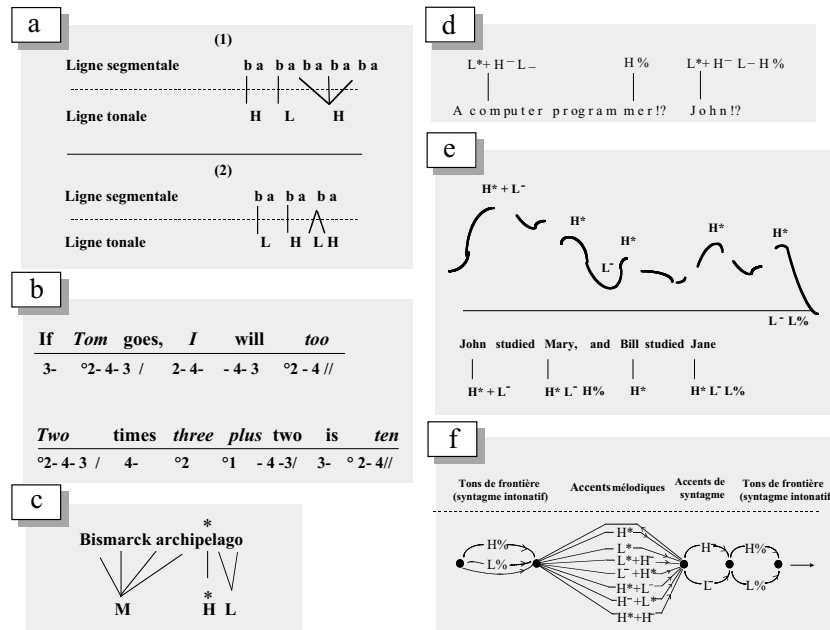 a
(1)
Ligne segmentale b a b a b a b a b a
Ligne tonale H L H
(2)
Ligne segmentale b a b a b a
Ligne tonale L H L H
b
If Tom goes, I will too
3- °2- 4- 3 / 2- 4- - 4- 3 °2 - 4 //
Two times three plus two is ten
°2- 4- 3 / 4- °2 °1 - 4 -3/ 3- ° 2- 4//
c
*
Bismarck archipelago
*
M H L
d
L*+ H⁻ L – H % L*+ H⁻ L – H %
A computer program mer!? John!?
e
H* + L⁻
H* H* H* H*
L⁻
L⁻ L%
John studied Mary, and Bill studied Jane
H* + L⁻ H* L⁻ H% H* H* L⁻ L%
f
Tons de frontière Accents mélodiques Accents de Tons de frontière
(syntagme intonatif) syntagme (syntagme intonatif)
H*
H% L* H⁻ H%
L*+H⁻
L% L⁻+H* L⁻ L%
H*+L⁻
H⁻+L*
H*+H⁻